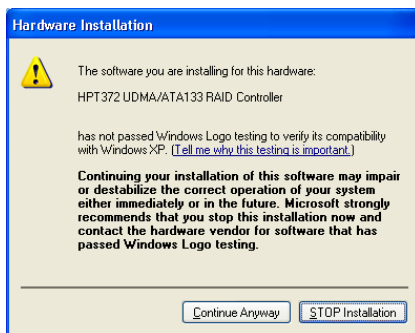 Hardware Installation
The software you are installing for this hardware:
HPT372 UDMA/ATA133 RAID Controller
has not passed Windows Logo testing to verify its compatibility
with Windows XP. (Tell me why this testing is important.)
Continuing your installation of this software may impair
or destabilize the correct operation of your system
either immediately or in the future. Microsoft strongly
recommends that you stop this installation now and
contact the hardware vendor for software that has
passed Windows Logo testing.
Continue Anyway STOP Installation